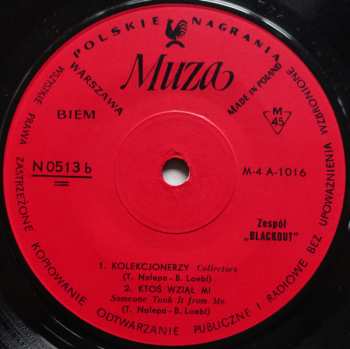 POLSKIE NAGRANIA
WARSZAWA
Muza
MADE IN POLAND
BIEM
M
45
N 0513 b
M-4 A-1016
Zespół
„BLACKOUT”
1. KOLEKCJONERZY Collectors
(T. Nalepa - B. Loebl)
2. KTOŚ WZIĄŁ MI
Someone Took It from Me
(T. Nalepa - B. Loebl)
WSZELKIE PRAWA ZASTRZEŻONE KOPIOWANIE ODTWARZANIE PUBLICZNE I RADIOWE BEZ UPOWAŻNIENIA WZBRONIONE